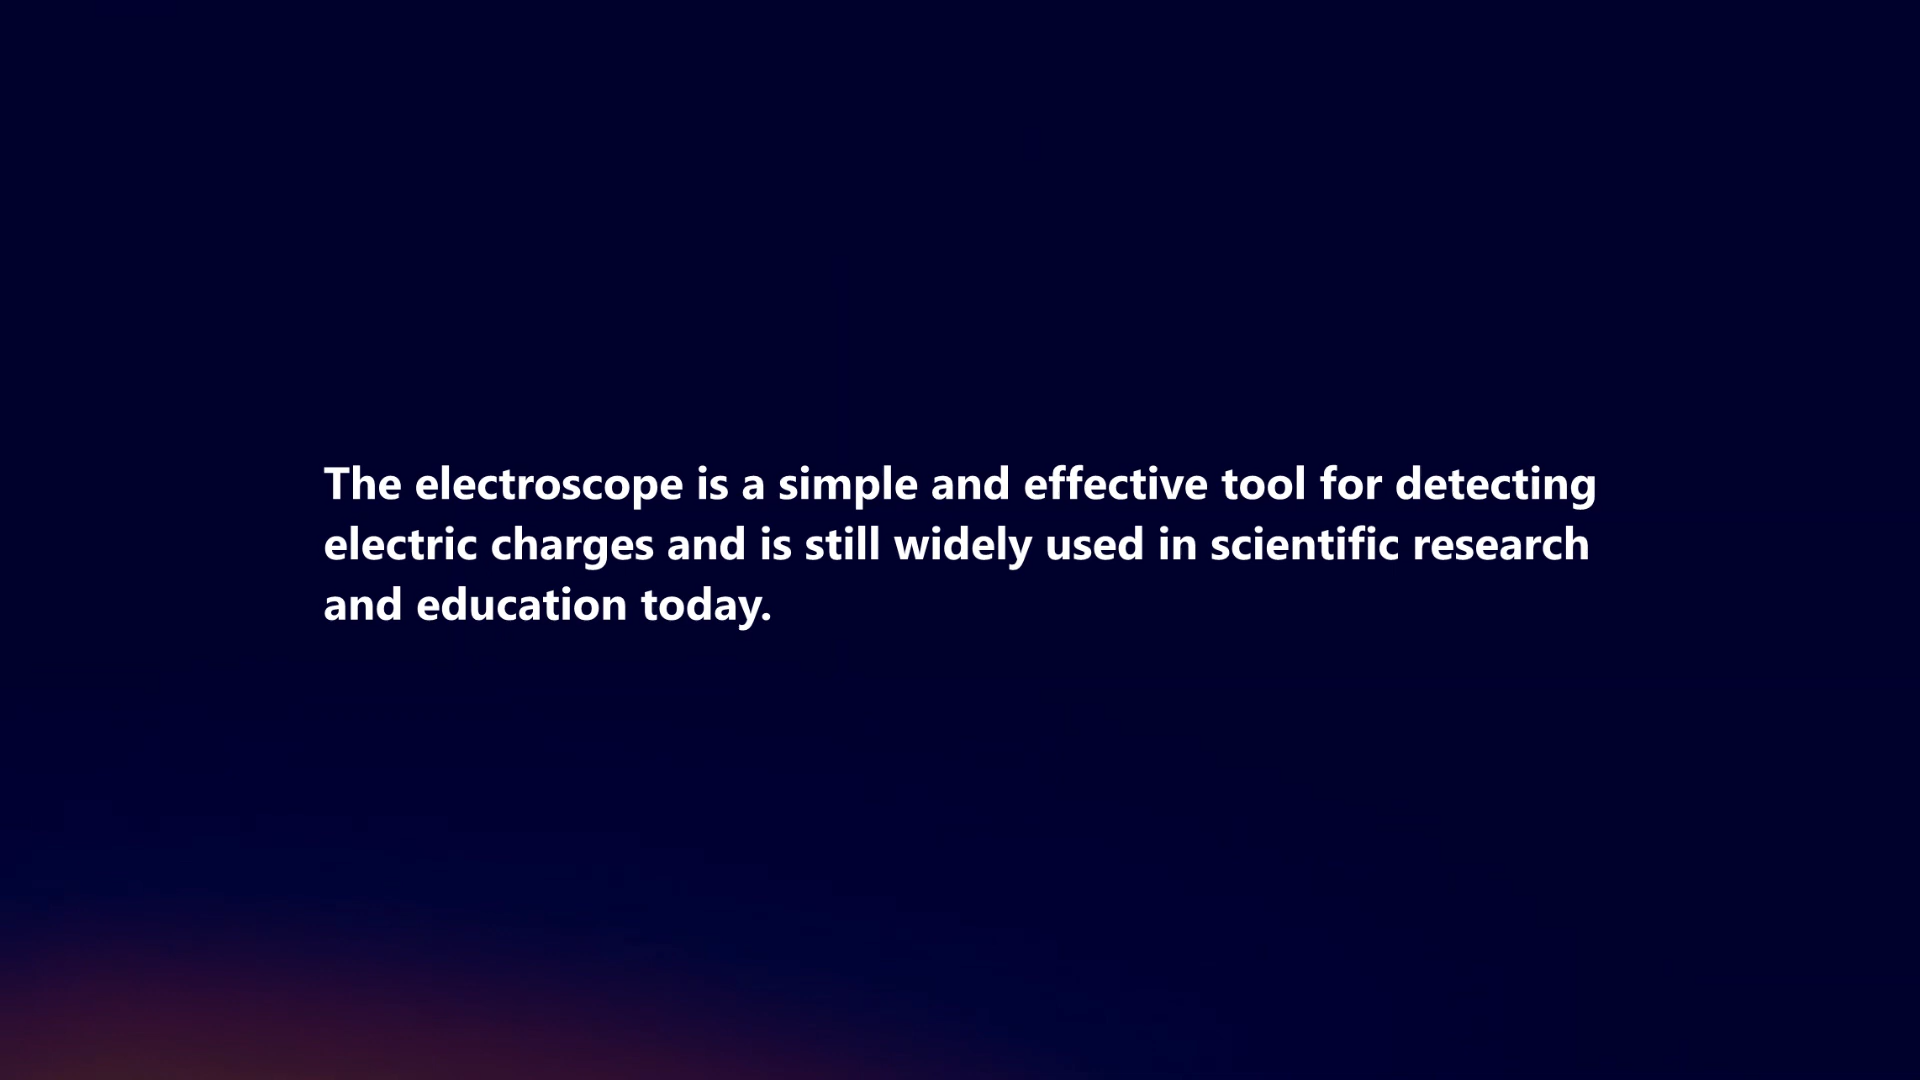 The electroscope is a simple and effective tool for detecting
electric charges and is still widely used in scientific research
and education today.